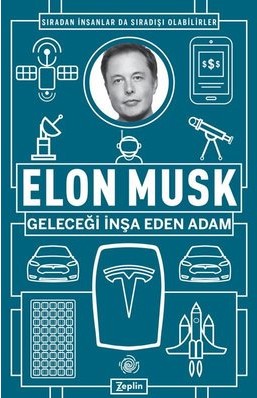 SIRADAN İNSANLAR DA SIRADIŞI OLABİLİRLER
$$$
ELON MUSK
GELECEĞİ İNŞA EDEN ADAM
Zeplin